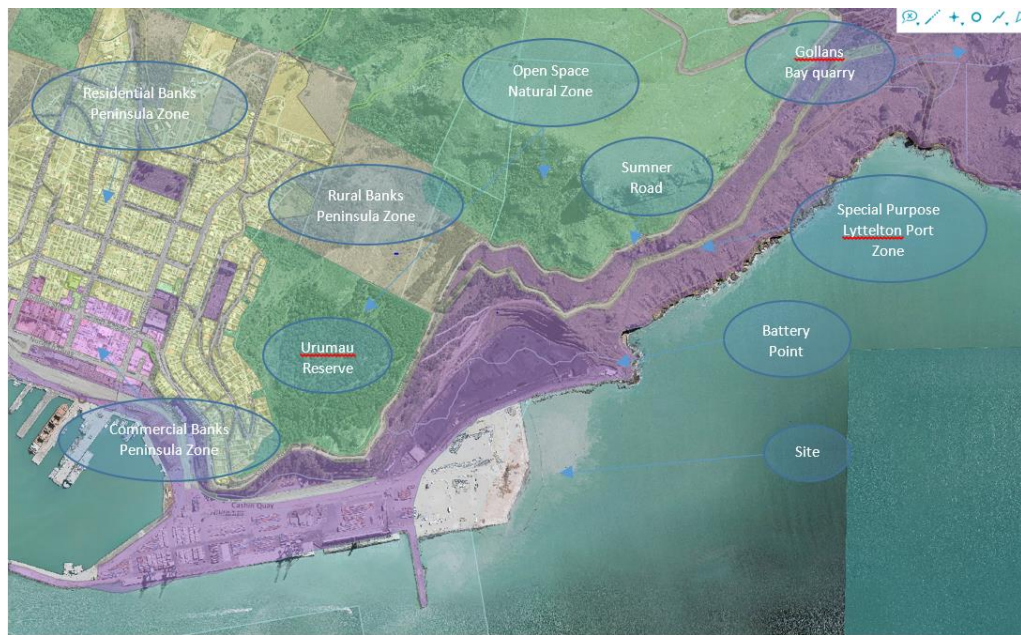 Gollans
Bay quarry
Open Space
Natural Zone
Residential Banks
Peninsula Zone
Sumner
Road
Rural Banks
Peninsula Zone
Special Purpose
Lyttelton Port
Zone
Battery
Point
Urumau
Reserve
Commercial Banks
Peninsula Zone
Site
Cashin Quay